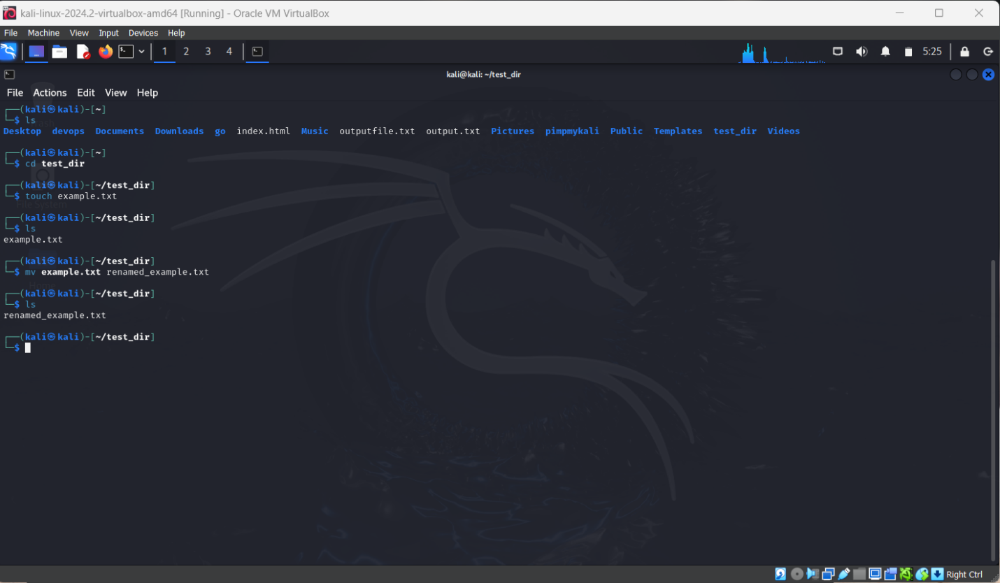 kali-linux-2024.2-virtualbox-amd64 [Running] - Oracle VM VirtualBox
File Machine View Input Devices Help
1 2 3 4 5:25
kali@kali: ~/test_dir
File Actions Edit View Help
┌──(kali㉿kali)-[~]
└─$ ls
Desktop devops Documents Downloads go index.html Music outputfile.txt output.txt Pictures pimpmykali Public Templates test_dir Videos
┌──(kali㉿kali)-[~]
└─$ cd test_dir
┌──(kali㉿kali)-[~/test_dir]
└─$ touch example.txt
File System
┌──(kali㉿kali)-[~/test_dir]
└─$ ls
example.txt
┌──(kali㉿kali)-[~/test_dir]
└─$ mv example.txt renamed_example.txt
┌──(kali㉿kali)-[~/test_dir]
└─$ ls
renamed_example.txt
┌──(kali㉿kali)-[~/test_dir]
└─$
Right Ctrl